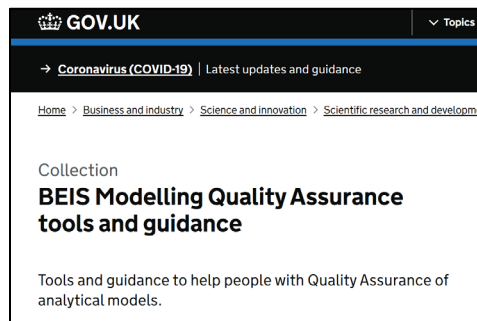 GOV.UK
Topics
→ Coronavirus (COVID-19) | Latest updates and guidance
Home > Business and industry > Science and innovation > Scientific research and developme
Collection
BEIS Modelling Quality Assurance
tools and guidance
Tools and guidance to help people with Quality Assurance of
analytical models.